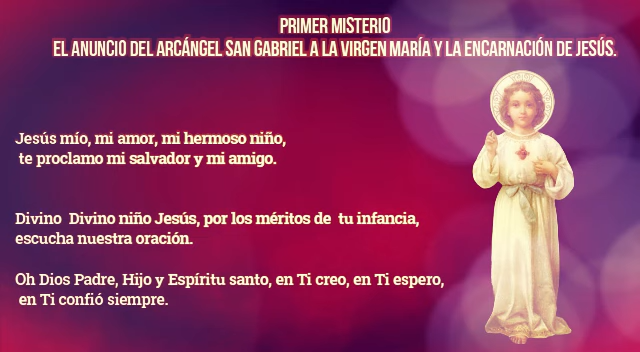 PRIMER MISTERIO
EL ANUNCIO DEL ARCÁNGEL SAN GABRIEL A LA VIRGEN MARÍA Y LA ENCARNACIÓN DE JESÚS.
Jesús mío, mi amor, mi hermoso niño,
te proclamo mi salvador y mi amigo.
Divino Divino niño Jesús, por los méritos de tu infancia,
escucha nuestra oración.
Oh Dios Padre, Hijo y Espíritu santo, en Ti creo, en Ti espero,
en Ti confió siempre.